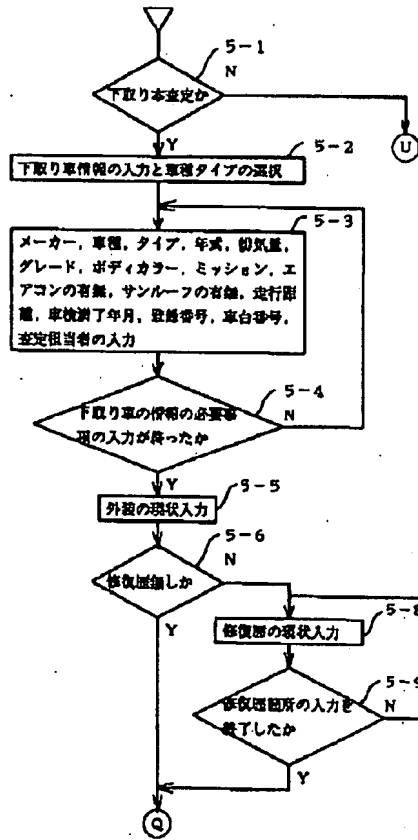 5-1
下取り本査定か
N
Y
U
5-2
下取り車情報の入力と車種タイプの選択
5-3
メーカー，車種，タイプ，年式，排気量，
グレード，ボディカラー，ミッション，エ
アコンの有無，サンルーフの有無，走行距
離，車検満了年月，登録番号，車台番号，
査定担当者の入力
5-4
下取り車の情報の必要事
項の入力が終ったか
N
Y
5-5
外装の現状入力
5-6
修復歴無しか
N
Y
5-8
修復歴の現状入力
5-9
修復歴箇所の入力を
終了したか
N
Y
Q